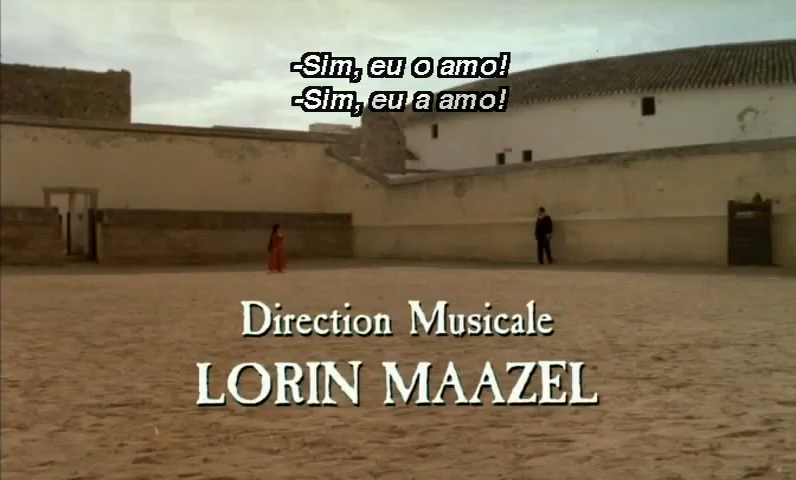 -Sim, eu o amo!
-Sim, eu a amo!
Direction Musicale
LORIN MAAZEL